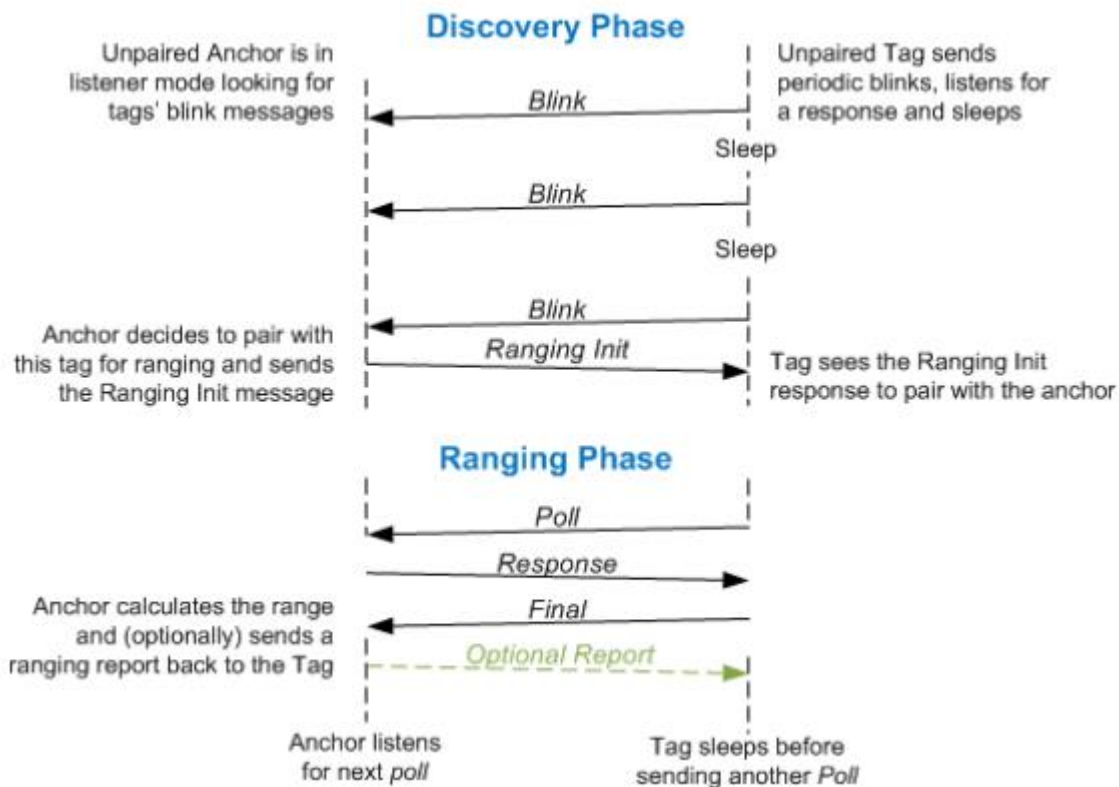 Discovery Phase
Unpaired Anchor is in
listener mode looking for
tags' blink messages
Unpaired Tag sends
periodic blinks, listens for
a response and sleeps
Blink
Sleep
Blink
Sleep
Blink
Anchor decides to pair with
this tag for ranging and sends
the Ranging Init message
Ranging Init
Tag sees the Ranging Init
response to pair with the anchor
Ranging Phase
Poll
Response
Final
Anchor calculates the range
and (optionally) sends a
ranging report back to the Tag
Optional Report
Anchor listens
for next poll
Tag sleeps before
sending another Poll